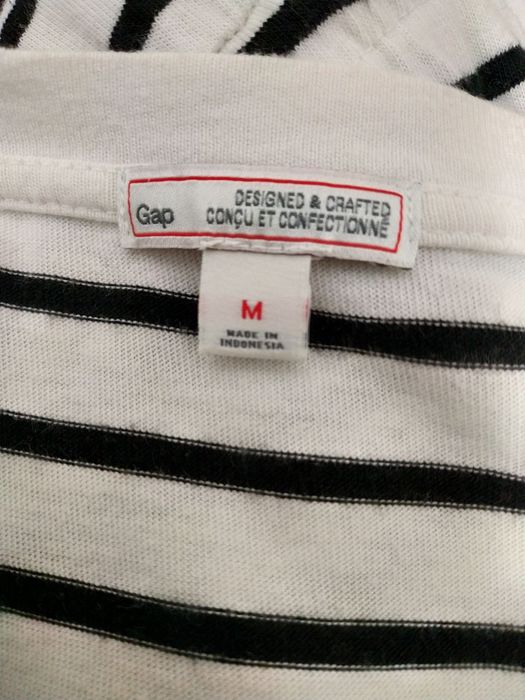 Gap
DESIGNED & CRAFTED
CONÇU ET CONFECTIONNÉ
M
MADE IN
INDONESIA